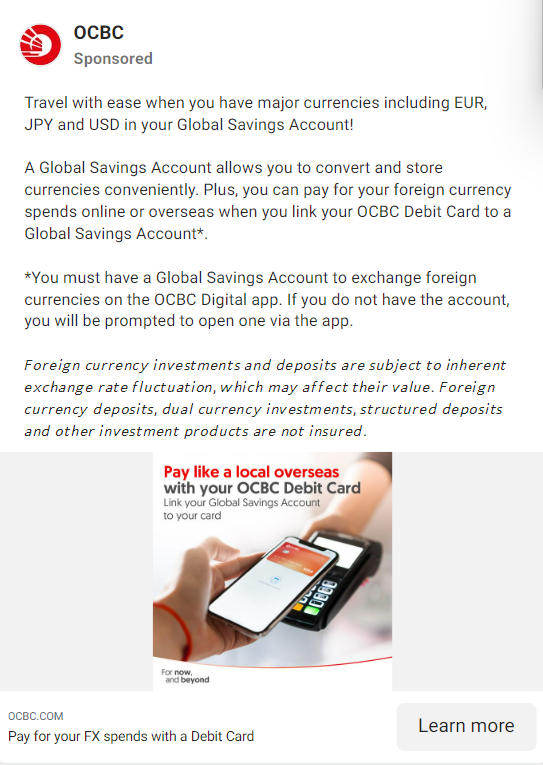 OCBC
Sponsored
Travel with ease when you have major currencies including EUR,
JPY and USD in your Global Savings Account!
A Global Savings Account allows you to convert and store
currencies conveniently. Plus, you can pay for your foreign currency
spends online or overseas when you link your OCBC Debit Card to a
Global Savings Account*.
*You must have a Global Savings Account to exchange foreign
currencies on the OCBC Digital app. If you do not have the account,
you will be prompted to open one via the app.
Foreign currency investments and deposits are subject to inherent
exchange rate fluctuation, which may affect their value. Foreign
currency deposits, dual currency investments, structured deposits
and other investment products are not insured.
Pay like a local overseas
with your OCBC Debit Card
Link your Global Savings Account
to your card
For now,
and beyond
OCBC.COM
Pay for your FX spends with a Debit Card
Learn more